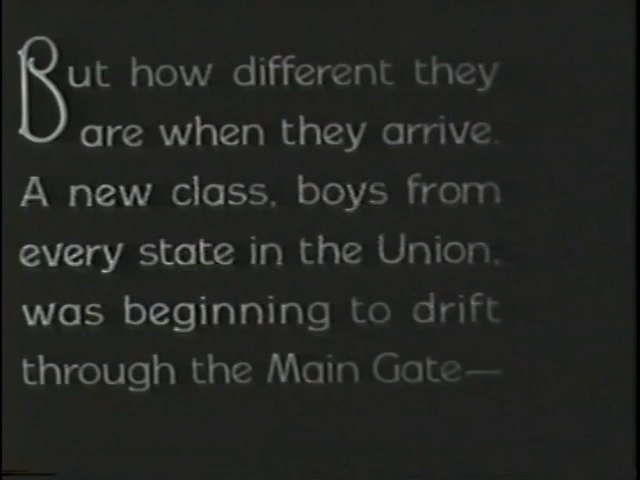 But how different they
are when they arrive.
A new class, boys from
every state in the Union,
was beginning to drift
through the Main Gate—